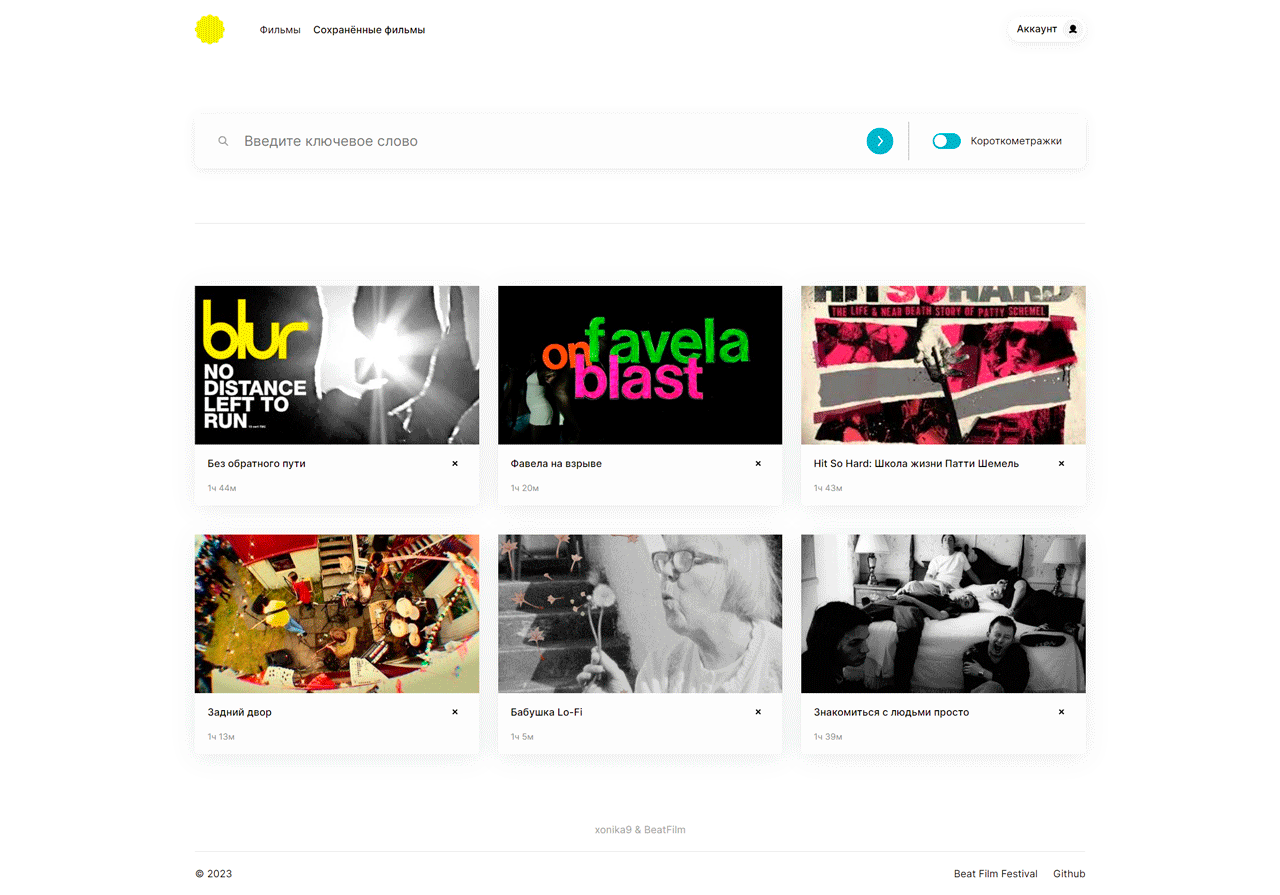 Фильмы Сохранённые фильмы Аккаунт
Введите ключевое слово Короткометражки
blur
NO
DISTANCE
LEFT TO
RUN
on favela
blast
HIT SO HARD
THE LIFE & NEAR DEATH STORY OF PATTY SCHEMEL
Без обратного пути
1ч 44м
Фавела на взрыве
1ч 20м
Hit So Hard: Школа жизни Патти Шемель
1ч 43м
Задний двор
1ч 13м
Бабушка Lo-Fi
1ч 5м
Знакомиться с людьми просто
1ч 39м
xonika9 & BeatFilm
© 2023 Beat Film Festival Github